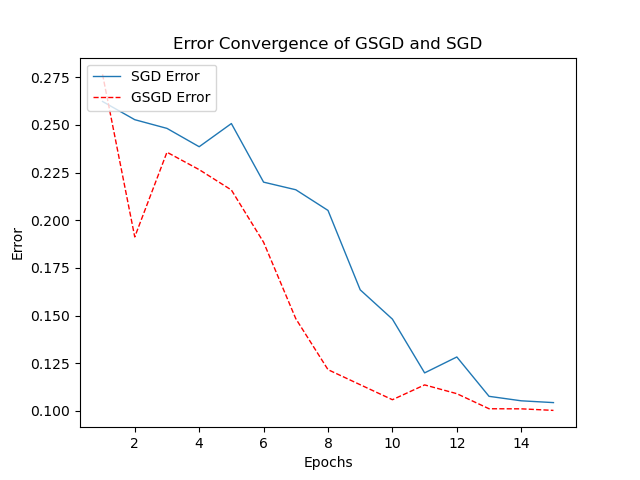 Error Convergence of GSGD and SGD
SGD Error
GSGD Error
0.275
0.250
0.225
0.200
0.175
0.150
0.125
0.100
Error
2 4 6 8 10 12 14
Epochs